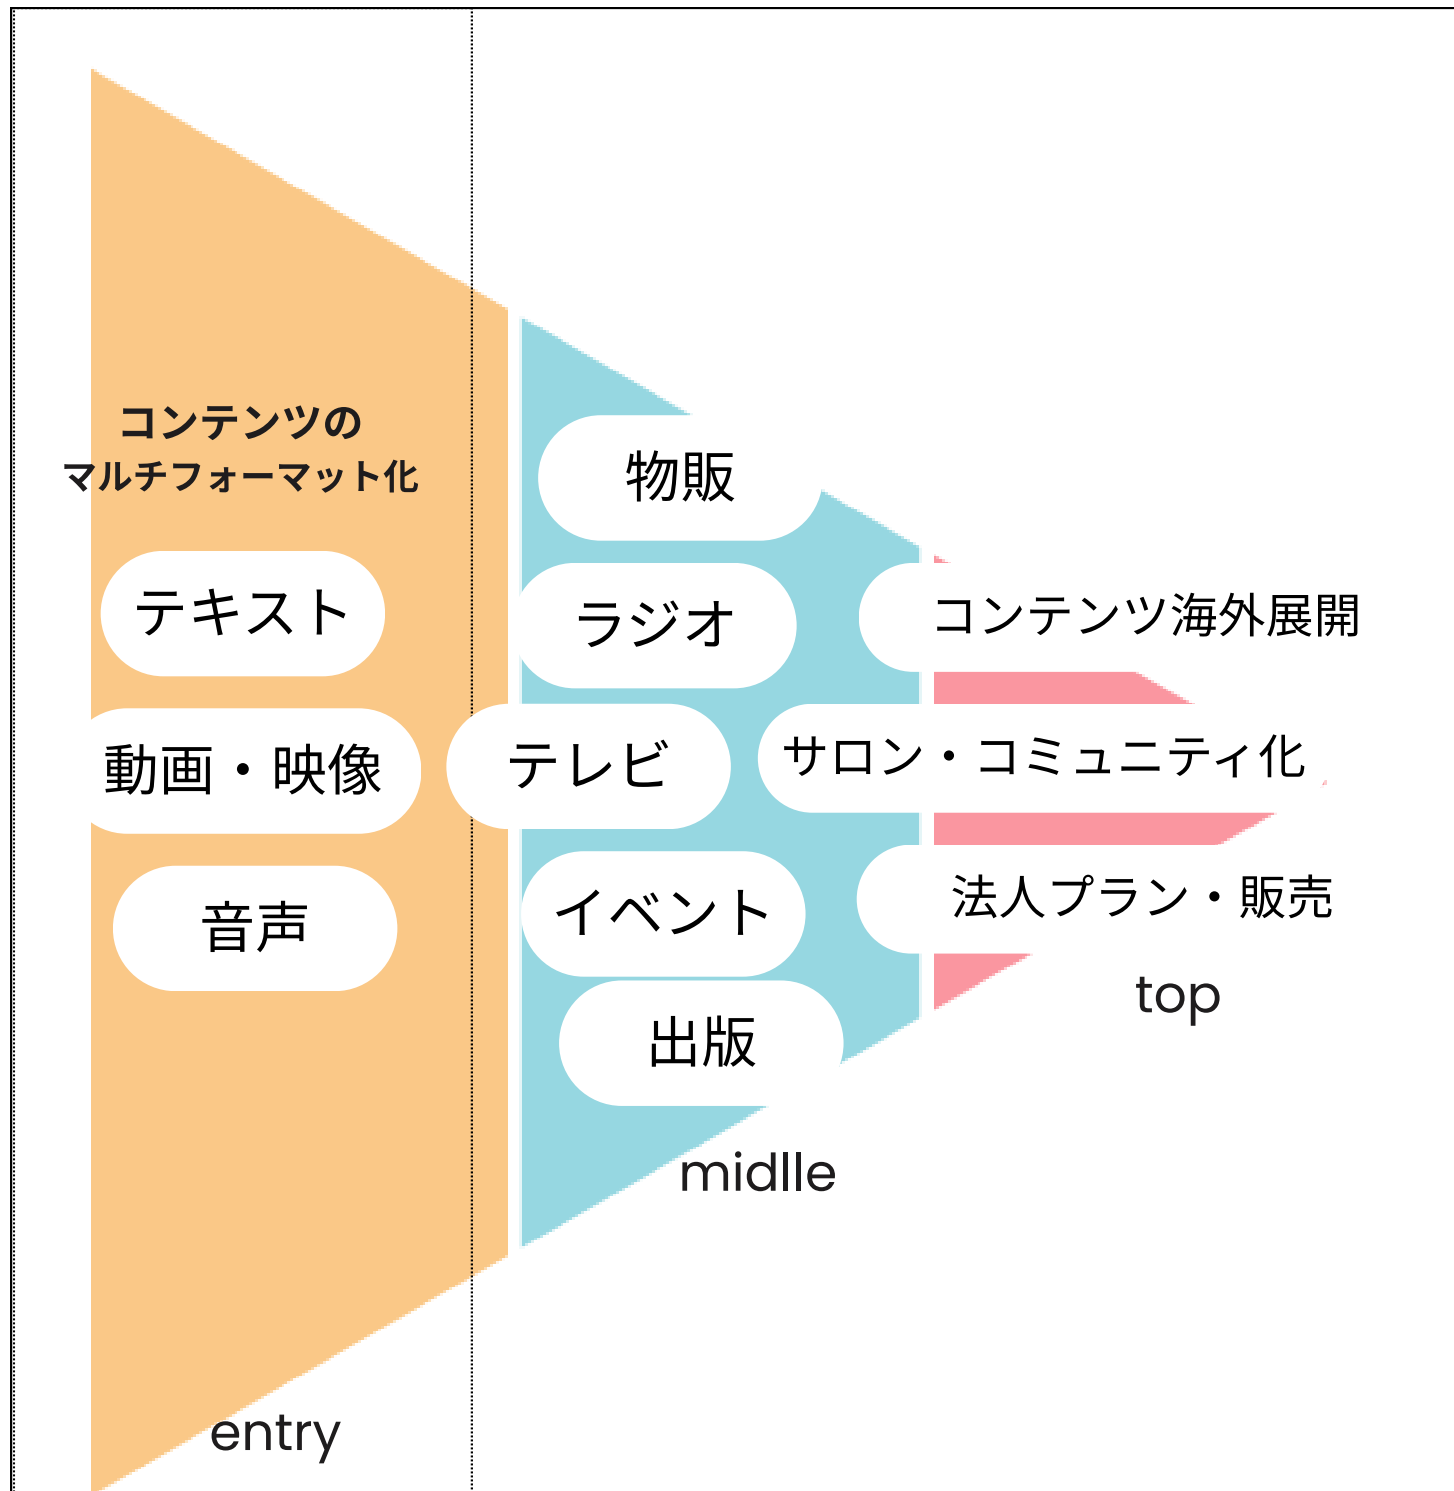 コンテンツの
マルチフォーマット化
テキスト
動画・映像
音声
entry
物販
ラジオ
テレビ
イベント
出版
midlle
コンテンツ海外展開
サロン・コミュニティ化
法人プラン・販売
top